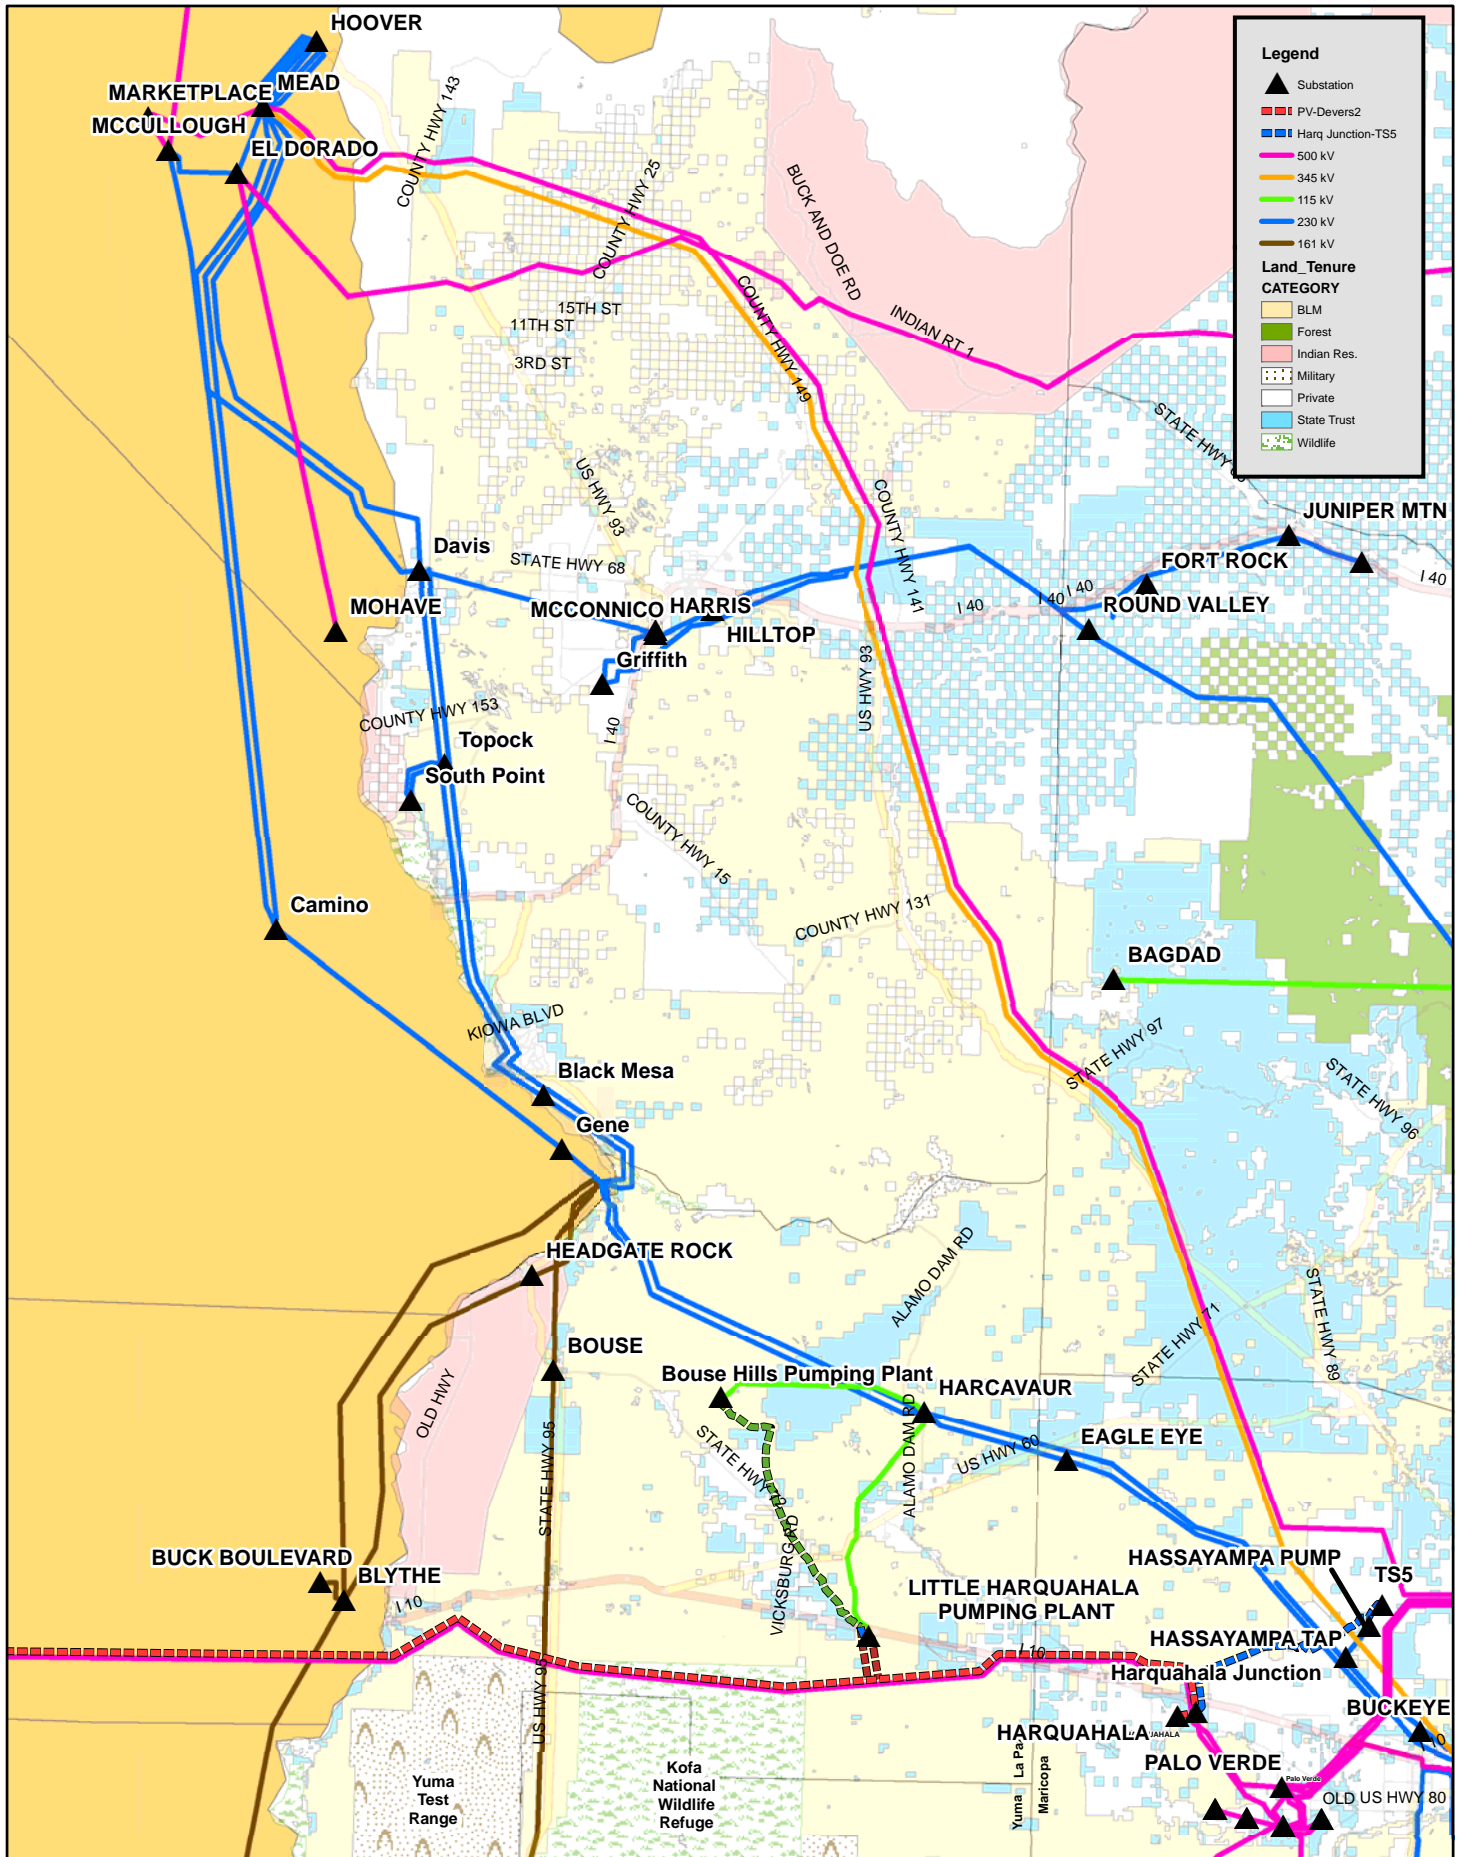 HOOVER
MEAD
MARKETPLACE
MCCULLOUGH
EL DORADO
COUNTY HWY 143
COUNTY HWY 25
BUCK AND DOE RD
INDIAN RT 1
15TH ST
11TH ST
3RD ST
COUNTY HWY 149
Legend
Substation
PV-Devers2
Harq Junction-TS5
500 kV
345 kV
115 kV
230 kV
161 kV
Land_Tenure
CATEGORY
BLM
Forest
Indian Res.
Military
Private
State Trust
Wildlife
STATE HWY
US HWY 93
COUNTY HWY 141
JUNIPER MTN
Davis
STATE HWY 68
FORT ROCK
I 40
I 40
I 40
I 40
MOHAVE
MCCONNICO
HARRIS
ROUND VALLEY
HILLTOP
Griffith
US HWY 93
COUNTY HWY 153
I 40
Topock
South Point
COUNTY HWY 15
Camino
COUNTY HWY 131
BAGDAD
KIOWA BLVD
STATE HWY 97
STATE HWY 96
Black Mesa
Gene
HEADGATE ROCK
ALAMO DAM RD
STATE HWY 71
STATE HWY 89
BOUSE
OLD HWY
Bouse Hills Pumping Plant
HARCAVAUR
ALAMO DAM RD
EAGLE EYE
US HWY 60
STATE HWY 72
STATE HWY 95
VICKSBURG RD
HASSAYAMPA PUMP
TS5
BUCK BOULEVARD
BLYTHE
I 10
LITTLE HARQUAHALA
PUMPING PLANT
I 10
HASSAYAMPA TAP
Harquahala Junction
US HWY 95
HARQUAHALA
BUCKEYE
PALO VERDE
Palo Verde
OLD US HWY 80
Yuma
La Pa
Maricopa
Yuma
Test
Range
Kofa
National
Wildlife
Refuge